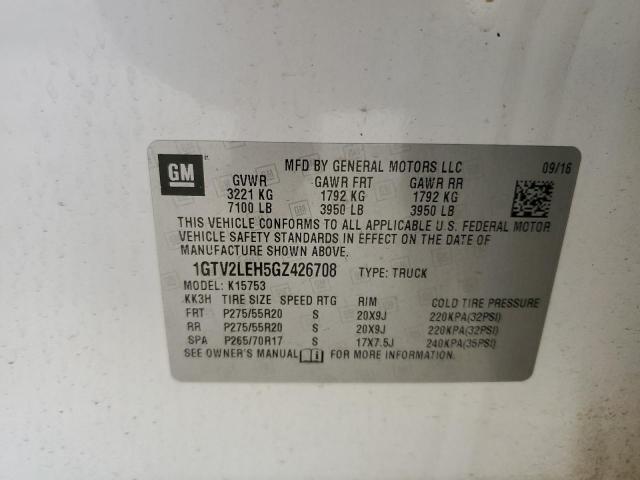 GM
MFD BY GENERAL MOTORS LLC 09/16
GVWR GAWR FRT GAWR RR
3221 KG 1792 KG 1792 KG
7100 LB 3950 LB 3950 LB
THIS VEHICLE CONFORMS TO ALL APPLICABLE U.S. FEDERAL MOTOR
VEHICLE SAFETY STANDARDS IN EFFECT ON THE DATE OF
MANUFACTURE SHOWN ABOVE.
1GTV2LEH5GZ426708 TYPE: TRUCK
MODEL: K15753
KK3H TIRE SIZE SPEED RTG RIM COLD TIRE PRESSURE
FRT P275/55R20 S 20X9J 220KPA(32PSI)
RR P275/55R20 S 20X9J 220KPA(32PSI)
SPA P265/70R17 S 17X7.5J 240KPA(35PSI)
SEE OWNER'S MANUAL FOR MORE INFORMATION.